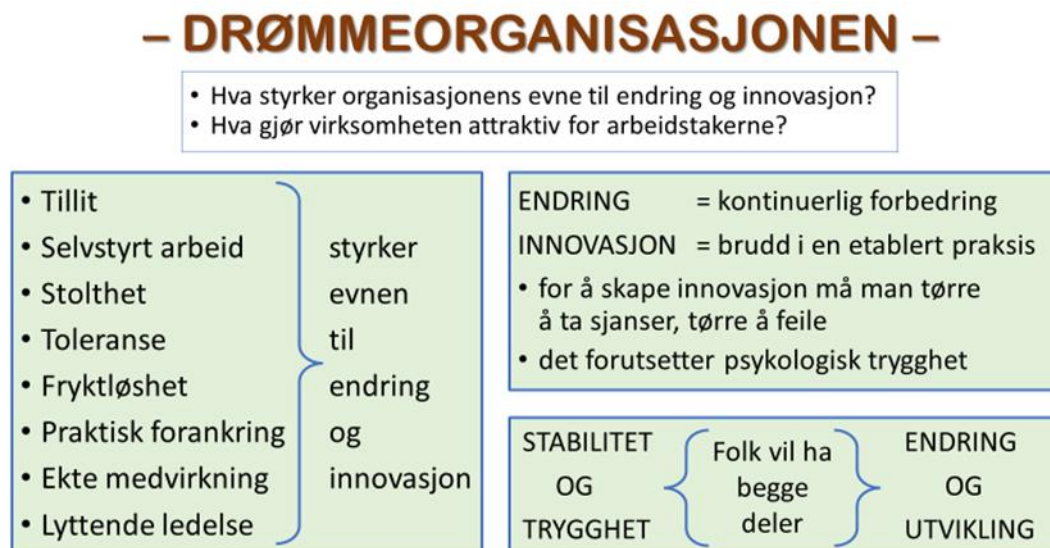 – DRØMMEORGANISASJONEN –
• Hva styrker organisasjonens evne til endring og innovasjon?
• Hva gjør virksomheten attraktiv for arbeidstakerne?
• Tillit
• Selvstyrt arbeid
• Stolthet
• Toleranse
• Fryktløshet
• Praktisk forankring
• Ekte medvirkning
• Lyttende ledelse
styrker
evnen
til
endring
og
innovasjon
ENDRING = kontinuerlig forbedring
INNOVASJON = brudd i en etablert praksis
• for å skape innovasjon må man tørre
å ta sjanser, tørre å feile
• det forutsetter psykologisk trygghet
STABILITET
OG
TRYGGHET
Folk vil ha
begge
deler
ENDRING
OG
UTVIKLING